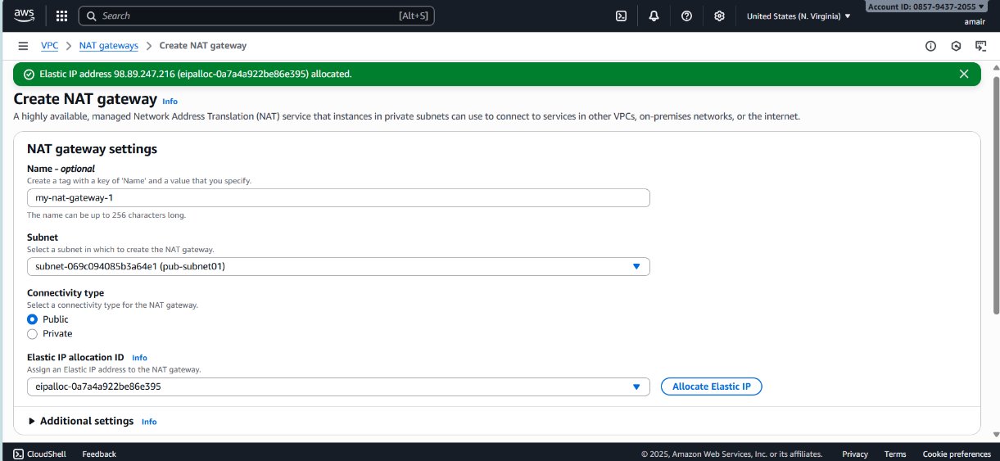 aws
Search [Alt+S]
United States (N. Virginia) ▼
Account ID: 0857-9437-2055 ▼
amair
VPC > NAT gateways > Create NAT gateway
Elastic IP address 98.89.247.216 (eipalloc-0a7a4a922be86e395) allocated.
Create NAT gateway Info
A highly available, managed Network Address Translation (NAT) service that instances in private subnets can use to connect to services in other VPCs, on-premises networks, or the internet.
NAT gateway settings
Name - optional
Create a tag with a key of 'Name' and a value that you specify.
my-nat-gateway-1
The name can be up to 256 characters long.
Subnet
Select a subnet in which to create the NAT gateway.
subnet-069c094085b3a64e1 (pub-subnet01)
Connectivity type
Select a connectivity type for the NAT gateway.
Public
Private
Elastic IP allocation ID Info
Assign an Elastic IP address to the NAT gateway.
eipalloc-0a7a4a922be86e395
Allocate Elastic IP
Additional settings Info
CloudShell Feedback © 2025, Amazon Web Services, Inc. or its affiliates. Privacy Terms Cookie preferences